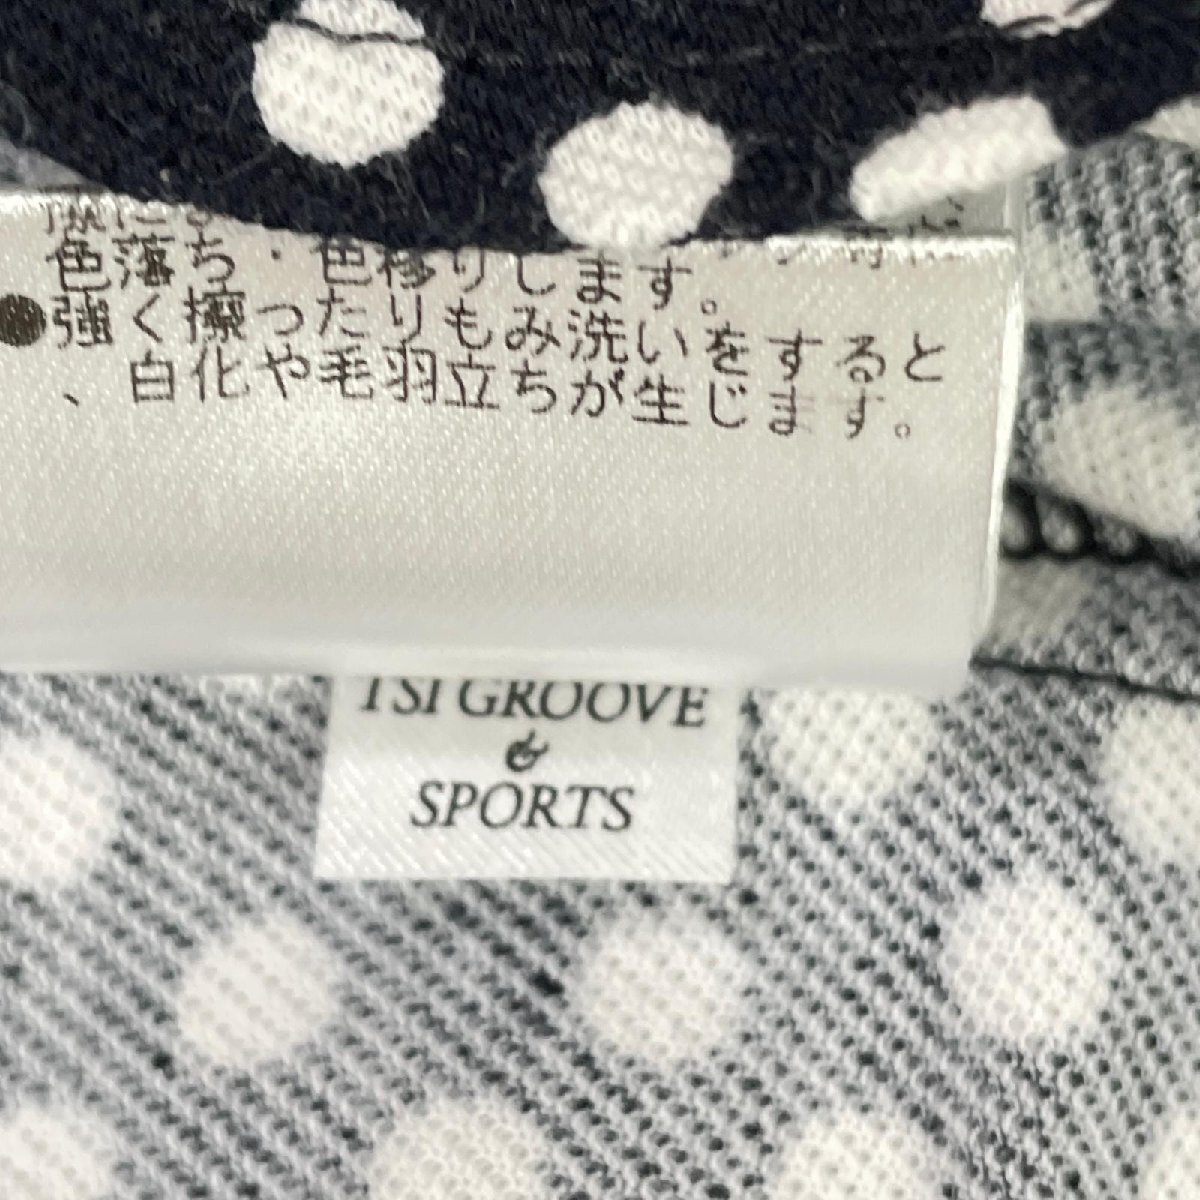 色落ち・色移りします。
●強く擦ったりもみ洗いをすると
、白化や毛羽立ちが生じます。
TSI GROOVE
&
SPORTS